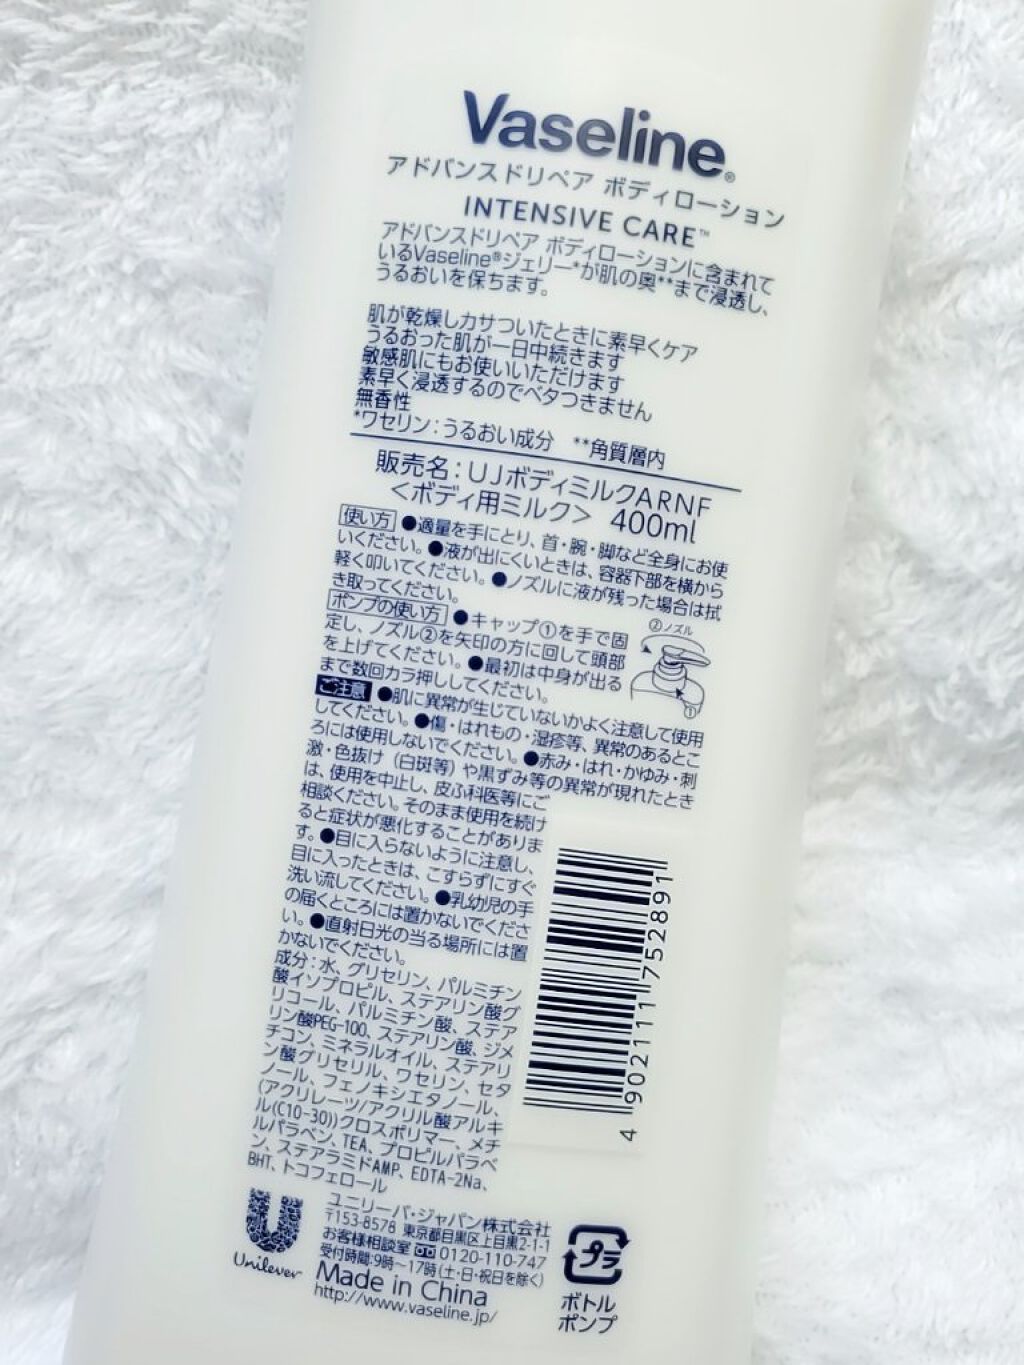 Vaseline®
アドバンスドリペア ボディローション
INTENSIVE CARE™
アドバンスドリペア ボディローションに含まれて
いるVaseline®ジェリー*が肌の奥**まで浸透し、
うるおいを保ちます。
肌が乾燥しカサついたときに素早くケア
うるおった肌が一日中続きます
敏感肌にもお使いいただけます
素早く浸透するのでベタつきません
無香性
*ワセリン：うるおい成分 **角質層内
販売名：UJボディミルクARNF
＜ボディ用ミルク＞ 400ml
使い方 ●適量を手にとり、首・腕・脚など全身にお使
いください。●液が出にくいときは、容器下部を横から
軽く叩いてください。●ノズルに液が残った場合は拭
き取ってください。
ポンプの使い方 ●キャップ①を手で固
定し、ノズル②を矢印の方に回して頭部
を上げてください。●最初は中身が出る
まで数回カラ押ししてください。
②ノズル
①
ご注意 ●肌に異常が生じていないかよく注意して使用
してください。●傷・はれもの・湿疹等、異常のあるとこ
ろには使用しないでください。●赤み・はれ・かゆみ・刺
激・色抜け（白斑等）や黒ずみ等の異常が現れたとき
は、使用を中止し、皮ふ科医等にご
相談ください。そのまま使用を続け
ると症状が悪化することがありま
す。●目に入らないように注意し、
目に入ったときは、こすらずにすぐ
洗い流してください。●乳幼児の手
の届くところには置かないでくださ
い。●直射日光の当る場所には置
かないでください。
成分：水、グリセリン、パルミチン
酸イソプロピル、ステアリン酸グ
リコール、パルミチン酸、ステア
リン酸PEG-100、ステアリン酸、ジメ
チコン、ミネラルオイル、ステアリ
ン酸グリセリル、ワセリン、セタ
ノール、フェノキシエタノール、
(アクリレーツ/アクリル酸アルキ
ル(C10-30))クロスポリマー、メチ
ルパラベン、TEA、プロピルパラベ
ン、ステアラミドAMP、EDTA-2Na、
BHT、トコフェロール
4 902111 752891
Unilever
ユニリーバ・ジャパン株式会社
〒153-8578 東京都目黒区上目黒2-1-1
お客様相談室 0120-110-747
受付時間:9時～17時(土・日・祝日を除く)
Made in China
http://www.vaseline.jp/
プラ
ボトル
ポンプ